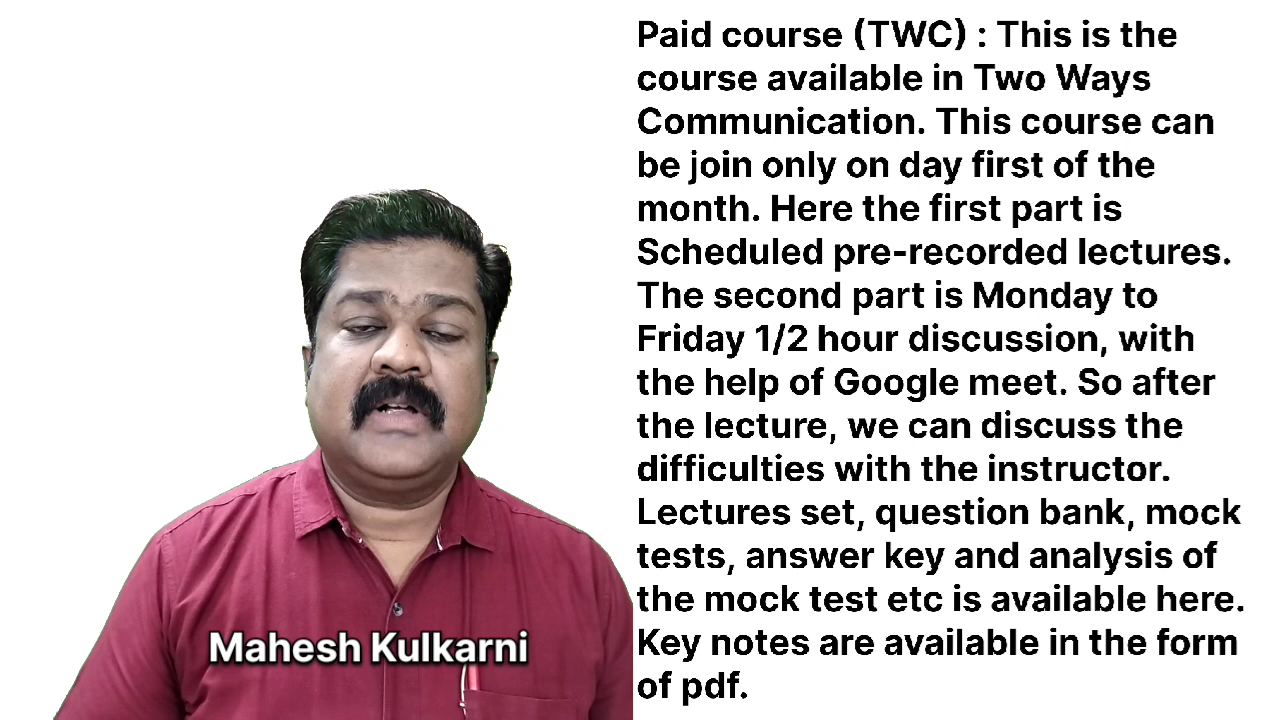 Paid course (TWC) : This is the
course available in Two Ways
Communication. This course can
be join only on day first of the
month. Here the first part is
Scheduled pre-recorded lectures.
The second part is Monday to
Friday 1/2 hour discussion, with
the help of Google meet. So after
the lecture, we can discuss the
difficulties with the instructor.
Lectures set, question bank, mock
tests, answer key and analysis of
the mock test etc is available here.
Key notes are available in the form
of pdf.
Mahesh Kulkarni